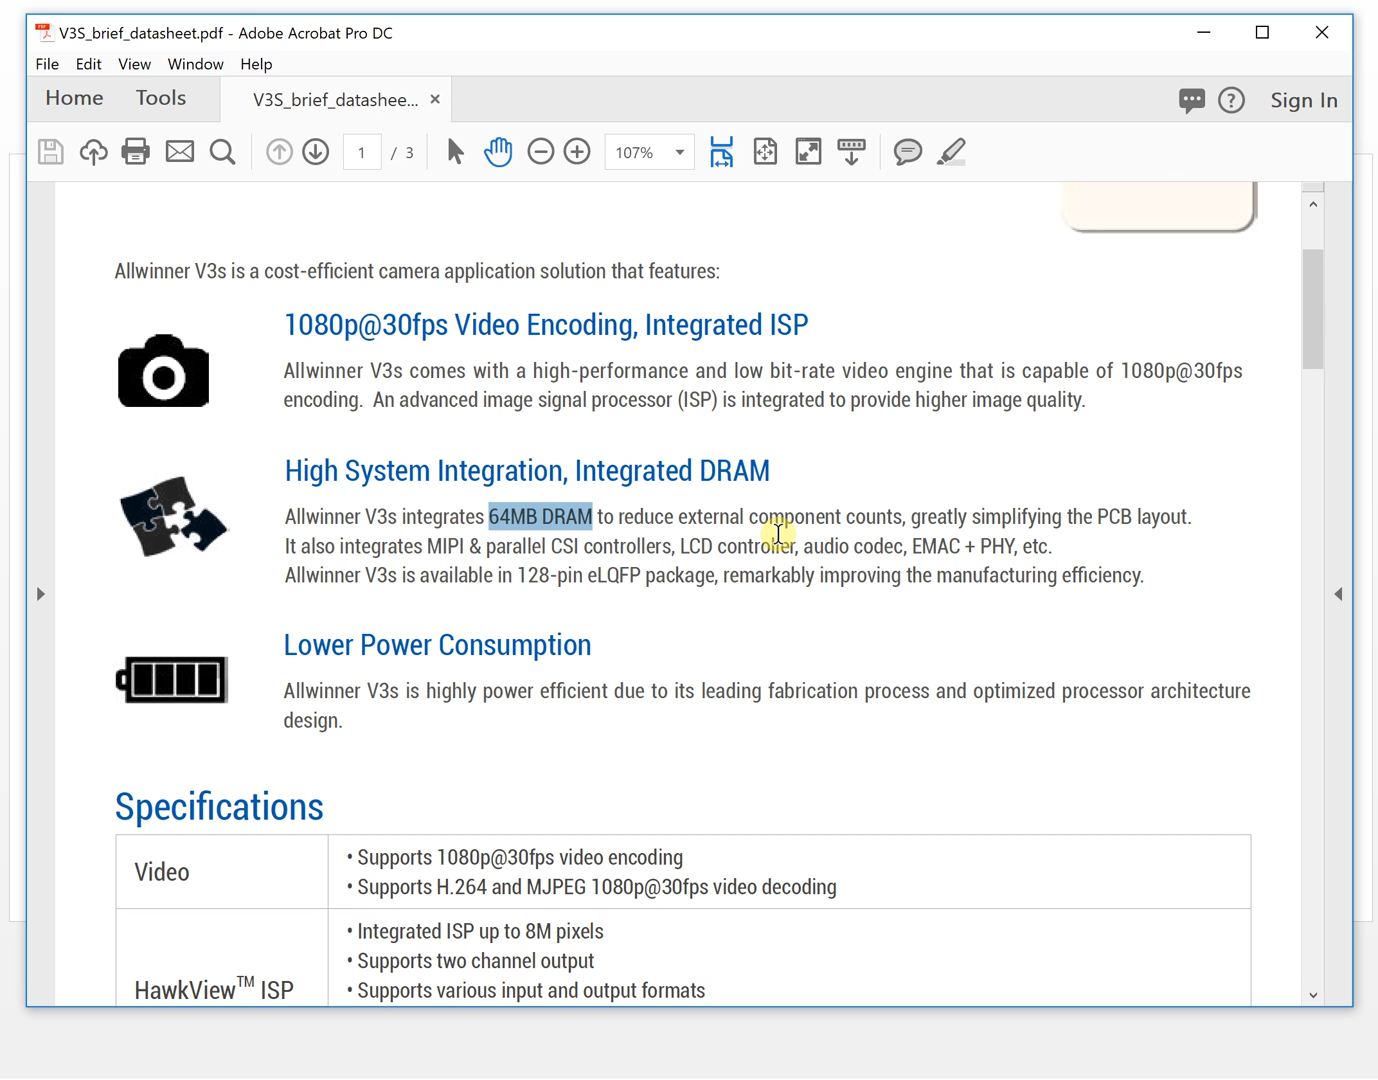 V3S_brief_datasheet.pdf - Adobe Acrobat Pro DC
File Edit View Window Help
Home Tools V3S_brief_datashee... × Sign In
1 / 3 107%
Allwinner V3s is a cost-efficient camera application solution that features:
1080p@30fps Video Encoding, Integrated ISP
Allwinner V3s comes with a high-performance and low bit-rate video engine that is capable of 1080p@30fps
encoding. An advanced image signal processor (ISP) is integrated to provide higher image quality.
High System Integration, Integrated DRAM
Allwinner V3s integrates 64MB DRAM to reduce external component counts, greatly simplifying the PCB layout.
It also integrates MIPI & parallel CSI controllers, LCD controller, audio codec, EMAC + PHY, etc.
Allwinner V3s is available in 128-pin eLQFP package, remarkably improving the manufacturing efficiency.
Lower Power Consumption
Allwinner V3s is highly power efficient due to its leading fabrication process and optimized processor architecture
design.
Specifications
Video
• Supports 1080p@30fps video encoding
• Supports H.264 and MJPEG 1080p@30fps video decoding
HawkView™ ISP
• Integrated ISP up to 8M pixels
• Supports two channel output
• Supports various input and output formats